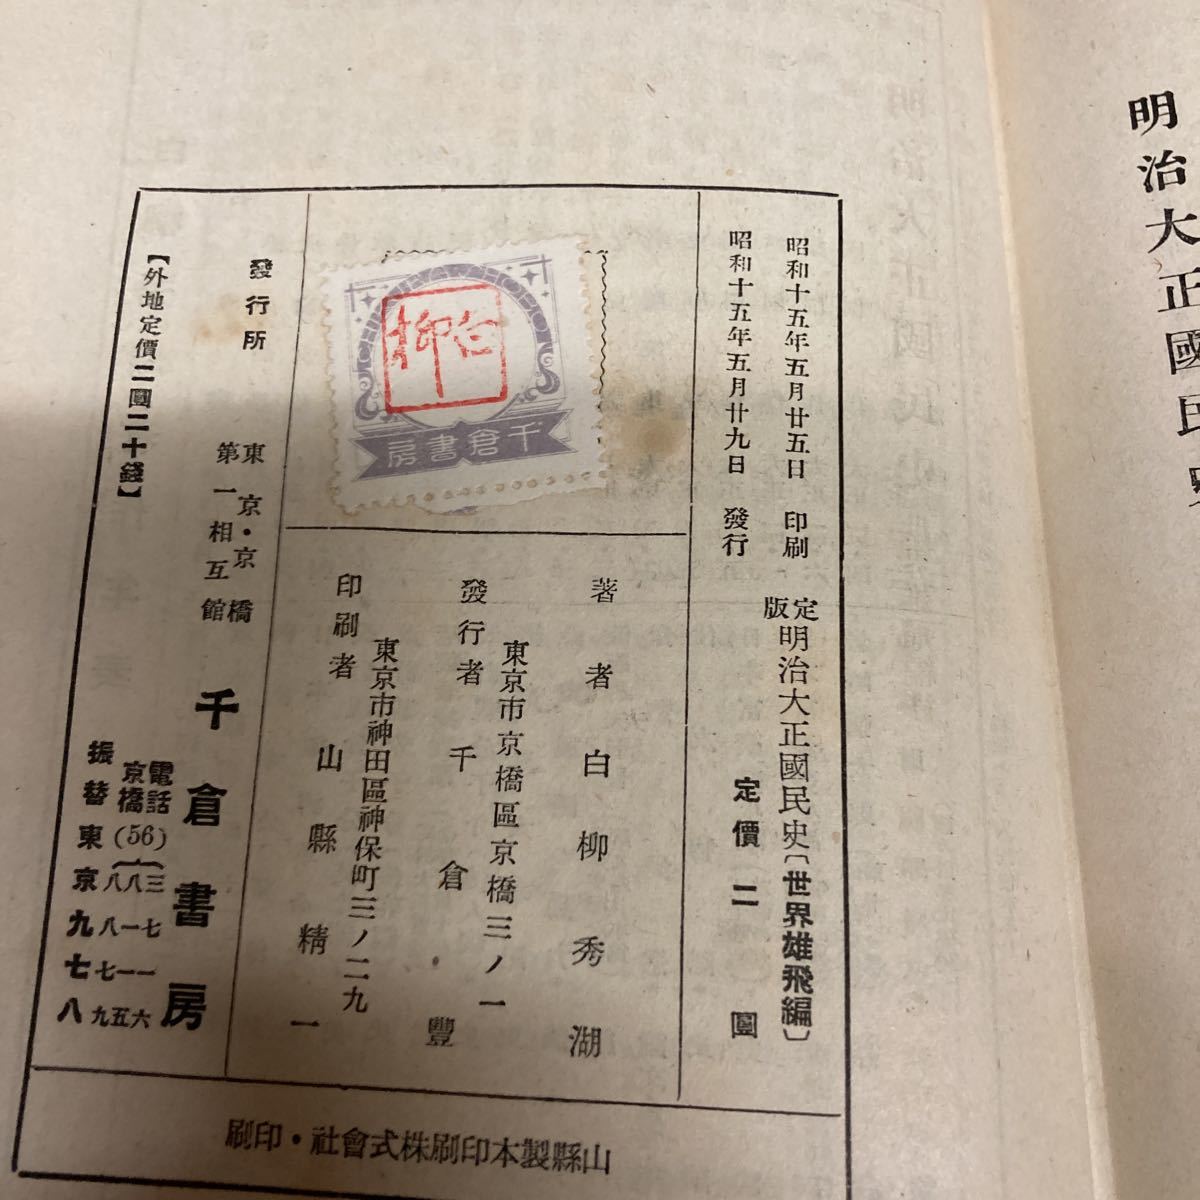 明治大正國民史
昭和十五年五月廿五日 印刷
昭和十五年五月廿九日 發行
定版 明治大正國民史〔世界雄飛編〕
定價二圓
千倉書房
著者 白柳秀湖
東京市京橋區京橋三ノ一
發行者 千倉豐
東京市神田區神保町三ノ二九
印刷者 山縣精一
發行所
東京・京橋
第一相互館
千倉書房
電話京橋(56)
三八八
七一八
一一七
六五九
振替東京九七八
【外地定價二圓二十錢】
山縣製本印刷株式會社・印刷